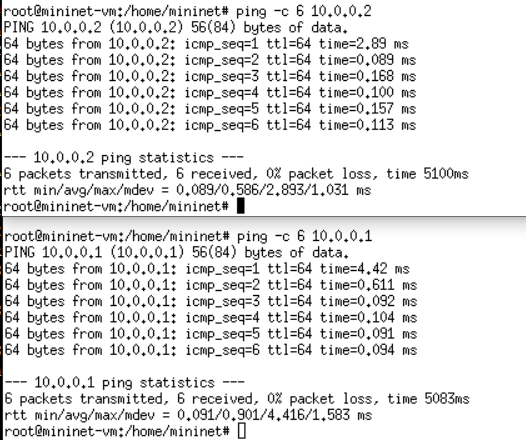 root@mininet-vm:/home/mininet# ping -c 6 10.0.0.2
PING 10.0.0.2 (10.0.0.2) 56(84) bytes of data.
64 bytes from 10.0.0.2: icmp_seq=1 ttl=64 time=2.89 ms
64 bytes from 10.0.0.2: icmp_seq=2 ttl=64 time=0.089 ms
64 bytes from 10.0.0.2: icmp_seq=3 ttl=64 time=0.168 ms
64 bytes from 10.0.0.2: icmp_seq=4 ttl=64 time=0.100 ms
64 bytes from 10.0.0.2: icmp_seq=5 ttl=64 time=0.157 ms
64 bytes from 10.0.0.2: icmp_seq=6 ttl=64 time=0.113 ms
--- 10.0.0.2 ping statistics ---
6 packets transmitted, 6 received, 0% packet loss, time 5100ms
rtt min/avg/max/mdev = 0.089/0.586/2.893/1.031 ms
root@mininet-vm:/home/mininet#
root@mininet-vm:/home/mininet# ping -c 6 10.0.0.1
PING 10.0.0.1 (10.0.0.1) 56(84) bytes of data.
64 bytes from 10.0.0.1: icmp_seq=1 ttl=64 time=4.42 ms
64 bytes from 10.0.0.1: icmp_seq=2 ttl=64 time=0.611 ms
64 bytes from 10.0.0.1: icmp_seq=3 ttl=64 time=0.092 ms
64 bytes from 10.0.0.1: icmp_seq=4 ttl=64 time=0.104 ms
64 bytes from 10.0.0.1: icmp_seq=5 ttl=64 time=0.091 ms
64 bytes from 10.0.0.1: icmp_seq=6 ttl=64 time=0.094 ms
--- 10.0.0.1 ping statistics ---
6 packets transmitted, 6 received, 0% packet loss, time 5083ms
rtt min/avg/max/mdev = 0.091/0.901/4.416/1.583 ms
root@mininet-vm:/home/mininet#